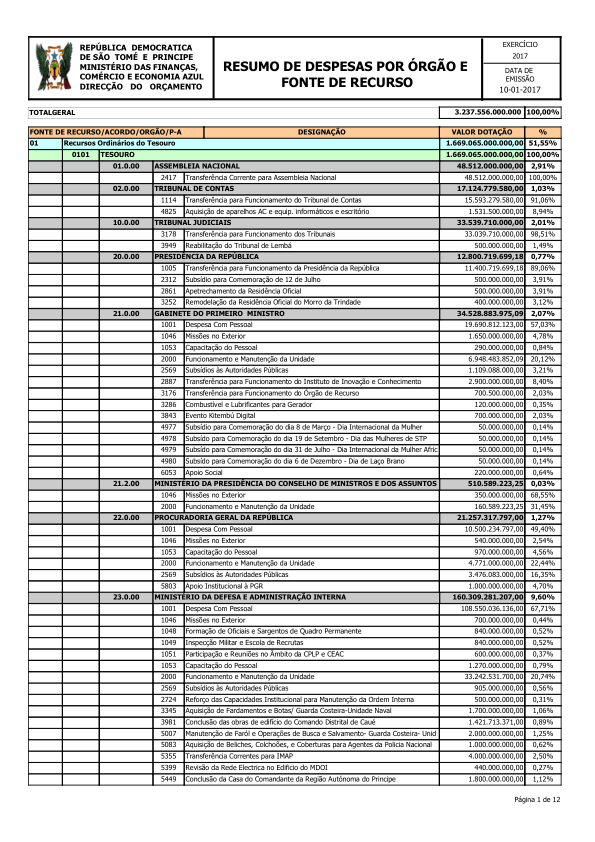 REPÚBLICA DEMOCRATICA
DE SÃO TOMÉ E PRINCIPE
MINISTÉRIO DAS FINANÇAS,
COMÉRCIO E ECONOMIA AZUL
DIRECÇÃO DO ORÇAMENTO
RESUMO DE DESPESAS POR ÓRGÃO E
FONTE DE RECURSO
EXERCÍCIO
2017
DATA DE
EMISSÃO
10-01-2017
TOTALGERAL 3.237.556.000.000 100,00%
FONTE DE RECURSO/ACORDO/ORGÃO/P-A DESIGNAÇÃO VALOR DOTAÇÃO %
01 Recursos Ordinários do Tesouro 1.669.065.000.000,00 51,55%
0101 TESOURO 1.669.065.000.000,00 100,00%
01.0.00 ASSEMBLEIA NACIONAL 48.512.000.000,00 2,91%
2417 Transferência Corrente para Assembleia Nacional 48.512.000.000,00 100,00%
02.0.00 TRIBUNAL DE CONTAS 17.124.779.580,00 1,03%
1114 Transferência para Funcionamento do Tribunal de Contas 15.593.279.580,00 91,06%
4825 Aquisição de aparelhos AC e equip. informáticos e escritório 1.531.500.000,00 8,94%
10.0.00 TRIBUNAL JUDICIAIS 33.539.710.000,00 2,01%
3178 Transferência para Funcionamento dos Tribunais 33.039.710.000,00 98,51%
3949 Reabilitação do Tribunal de Lembá 500.000.000,00 1,49%
20.0.00 PRESIDÊNCIA DA REPÚBLICA 12.800.719.699,18 0,77%
1005 Transferência para Funcionamento da Presidência da República 11.400.719.699,18 89,06%
2312 Subsídio para Comemoração de 12 de Julho 500.000.000,00 3,91%
2861 Apetrechamento da Residência Oficial 500.000.000,00 3,91%
3252 Remodelação da Residência Oficial do Morro da Trindade 400.000.000,00 3,12%
21.0.00 GABINETE DO PRIMEIRO MINISTRO 34.528.883.975,09 2,07%
1001 Despesa Com Pessoal 19.690.812.123,00 57,03%
1046 Missões no Exterior 1.650.000.000,00 4,78%
1053 Capacitação do Pessoal 290.000.000,00 0,84%
2000 Funcionamento e Manutenção da Unidade 6.948.483.852,09 20,12%
2569 Subsídios às Autoridades Públicas 1.109.088.000,00 3,21%
2887 Transferência para Funcionamento do Instituto de Inovação e Conhecimento 2.900.000.000,00 8,40%
3176 Transferência para Funcionamento do Órgão de Recurso 700.500.000,00 2,03%
3286 Combustível e Lubrificantes para Gerador 120.000.000,00 0,35%
3843 Evento Kitembú Digital 700.000.000,00 2,03%
4977 Subsído para Comemoração do dia 8 de Março - Dia Internacional da Mulher 50.000.000,00 0,14%
4978 Subsído para Comemoração do dia 19 de Setembro - Dia das Mulheres de STP 50.000.000,00 0,14%
4979 Subsído para Comemoração do dia 31 de Julho - Dia Internacional da Mulher Afric 50.000.000,00 0,14%
4980 Subsído para Comemoração do dia 6 de Dezembro - Dia de Laço Brano 50.000.000,00 0,14%
6053 Apoio Social 220.000.000,00 0,64%
21.2.00 MINISTÉRIO DA PRESIDÊNCIA DO CONSELHO DE MINISTROS E DOS ASSUNTOS 510.589.223,25 0,03%
1046 Missões no Exterior 350.000.000,00 68,55%
2000 Funcionamento e Manutenção da Unidade 160.589.223,25 31,45%
22.0.00 PROCURADORIA GERAL DA REPÚBLICA 21.257.317.797,00 1,27%
1001 Despesa Com Pessoal 10.500.234.797,00 49,40%
1046 Missões no Exterior 540.000.000,00 2,54%
1053 Capacitação do Pessoal 970.000.000,00 4,56%
2000 Funcionamento e Manutenção da Unidade 4.771.000.000,00 22,44%
2569 Subsídios às Autoridades Públicas 3.476.083.000,00 16,35%
5803 Apoio Institucional à PGR 1.000.000.000,00 4,70%
23.0.00 MINISTÉRIO DA DEFESA E ADMINISTRAÇÃO INTERNA 160.309.281.207,00 9,60%
1001 Despesa Com Pessoal 108.550.036.136,00 67,71%
1046 Missões no Exterior 700.000.000,00 0,44%
1048 Formação de Oficiais e Sargentos de Quadro Permanente 840.000.000,00 0,52%
1049 Inspecção Militar e Escola de Recrutas 840.000.000,00 0,52%
1051 Participação e Reuniões no Âmbito da CPLP e CEAC 600.000.000,00 0,37%
1053 Capacitação do Pessoal 1.270.000.000,00 0,79%
2000 Funcionamento e Manutenção da Unidade 33.242.531.700,00 20,74%
2569 Subsídios às Autoridades Públicas 905.000.000,00 0,56%
2724 Reforço das Capacidades Institucional para Manutenção da Ordem Interna 500.000.000,00 0,31%
3345 Aquisição de Fardamentos e Botas/ Guarda Costeira-Unidade Naval 1.700.000.000,00 1,06%
3981 Conclusão das obras de edifício do Comando Distrital de Caué 1.421.713.371,00 0,89%
5007 Manutenção de Faról e Operações de Busca e Salvamento- Guarda Costeira- Unid 2.000.000.000,00 1,25%
5083 Aquisição de Beliches, Colchões, e Coberturas para Agentes da Policia Nacional 1.000.000.000,00 0,62%
5355 Transferência Correntes para IMAP 4.000.000.000,00 2,50%
5399 Revisão da Rede Electrica no Edificio do MDOI 440.000.000,00 0,27%
5449 Conclusão da Casa do Comandante da Região Autónoma do Principe 1.800.000.000,00 1,12%
Página 1 de 12